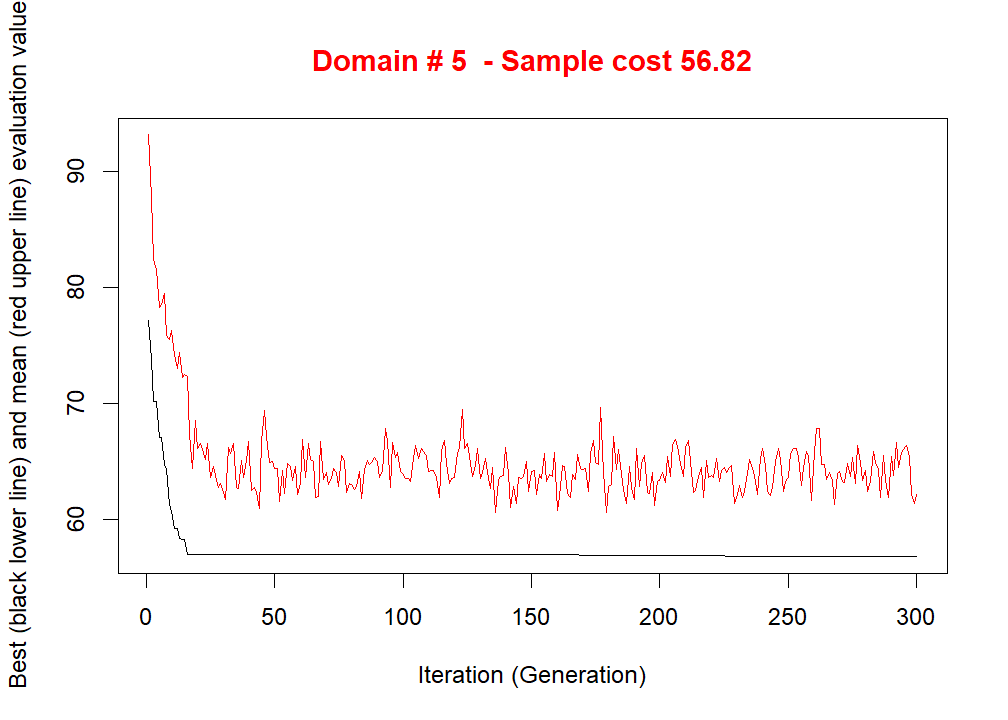 Domain # 5  - Sample cost 56.82
Best (black lower line) and mean (red upper line) evaluation value
90
80
70
60
0 50 100 150 200 250 300
Iteration (Generation)